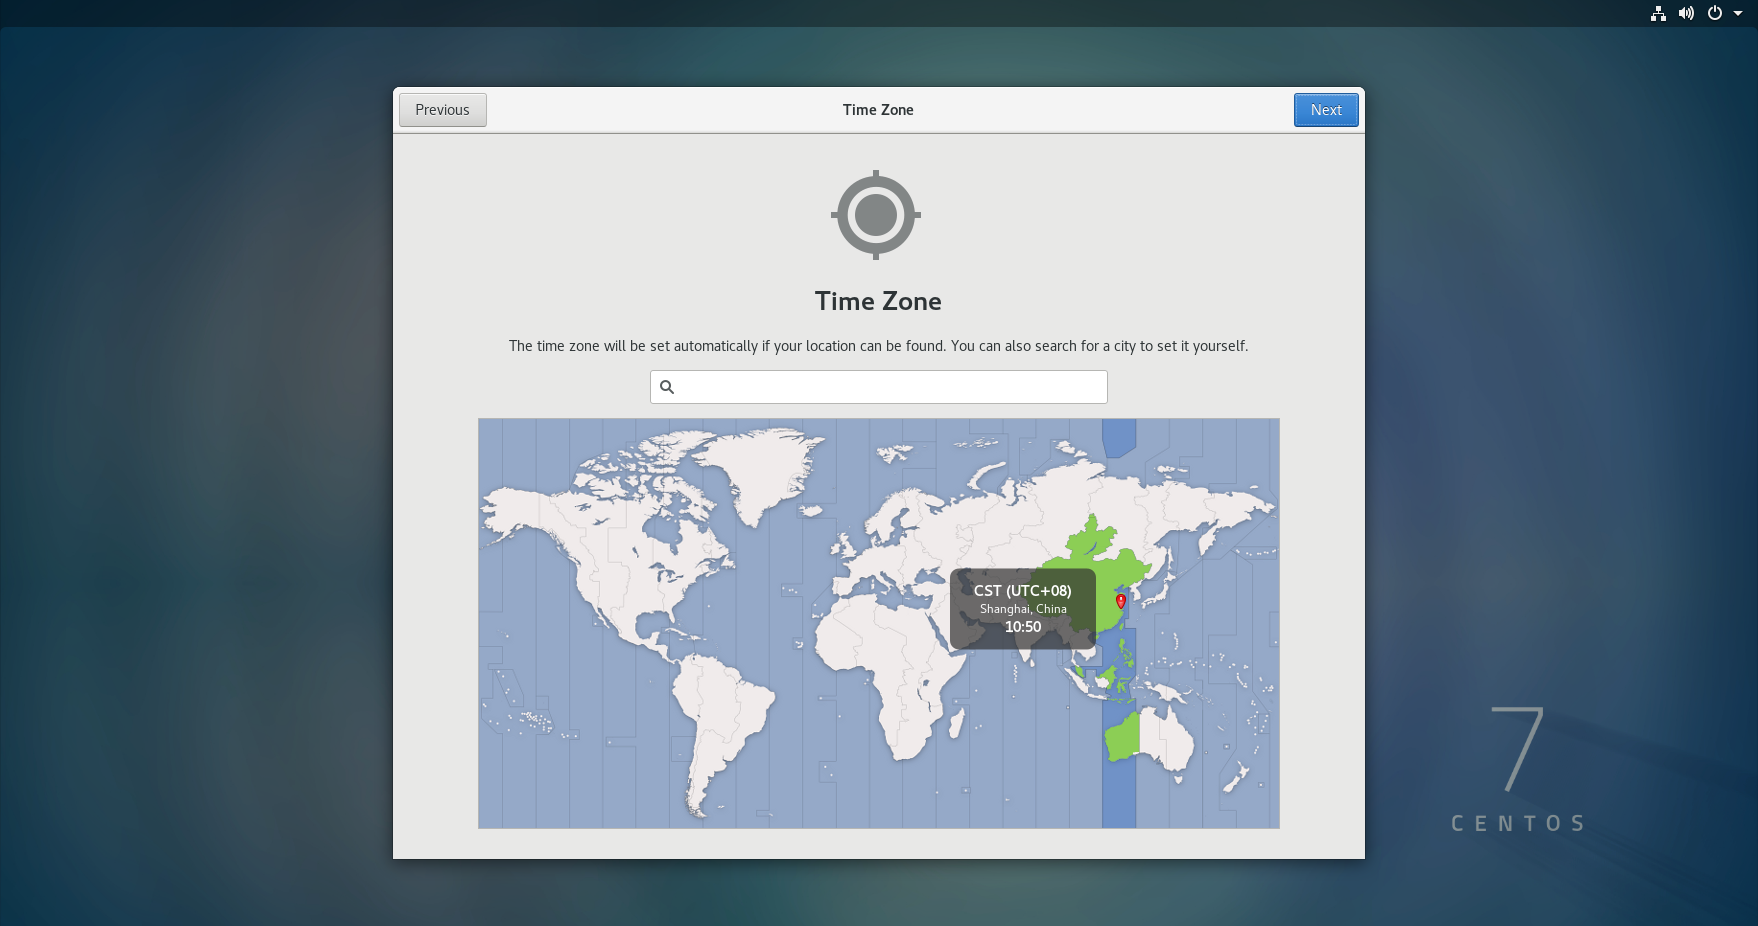 Previous
Time Zone
Next
Time Zone
The time zone will be set automatically if your location can be found. You can also search for a city to set it yourself.
CST (UTC+08)
Shanghai, China
10:50
7
CENTOS